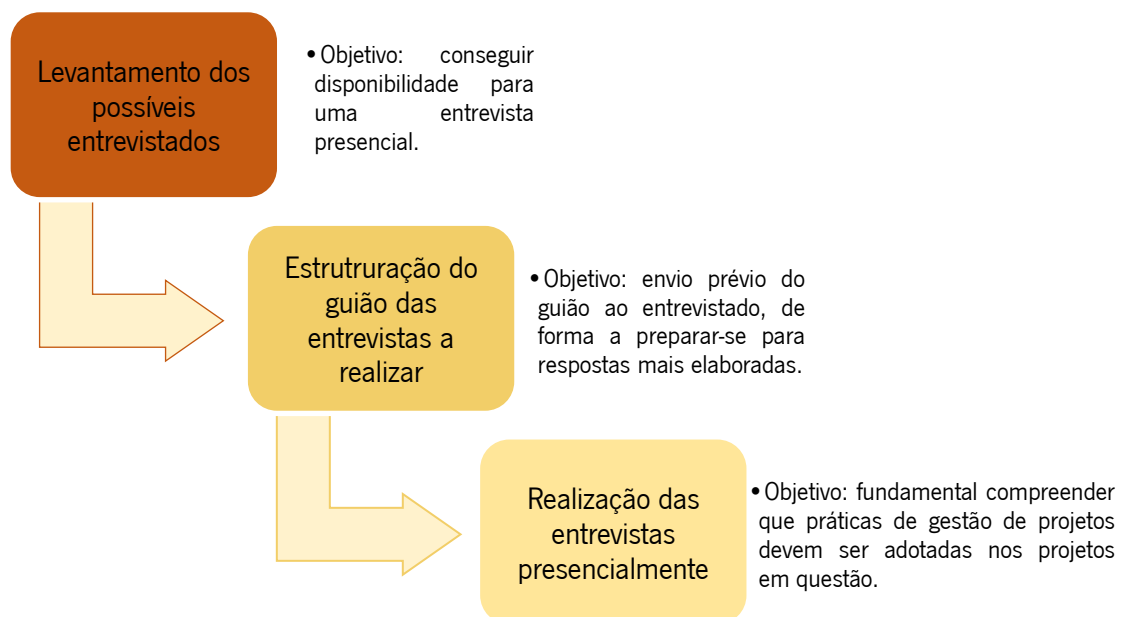 Levantamento dos
possíveis
entrevistados
• Objetivo: conseguir
disponibilidade para
uma entrevista
presencial.
Estrutruração do
guião das
entrevistas a
realizar
• Objetivo: envio prévio do
guião ao entrevistado, de
forma a preparar-se para
respostas mais elaboradas.
Realização das
entrevistas
presencialmente
• Objetivo: fundamental compreender
que práticas de gestão de projetos
devem ser adotadas nos projetos
em questão.